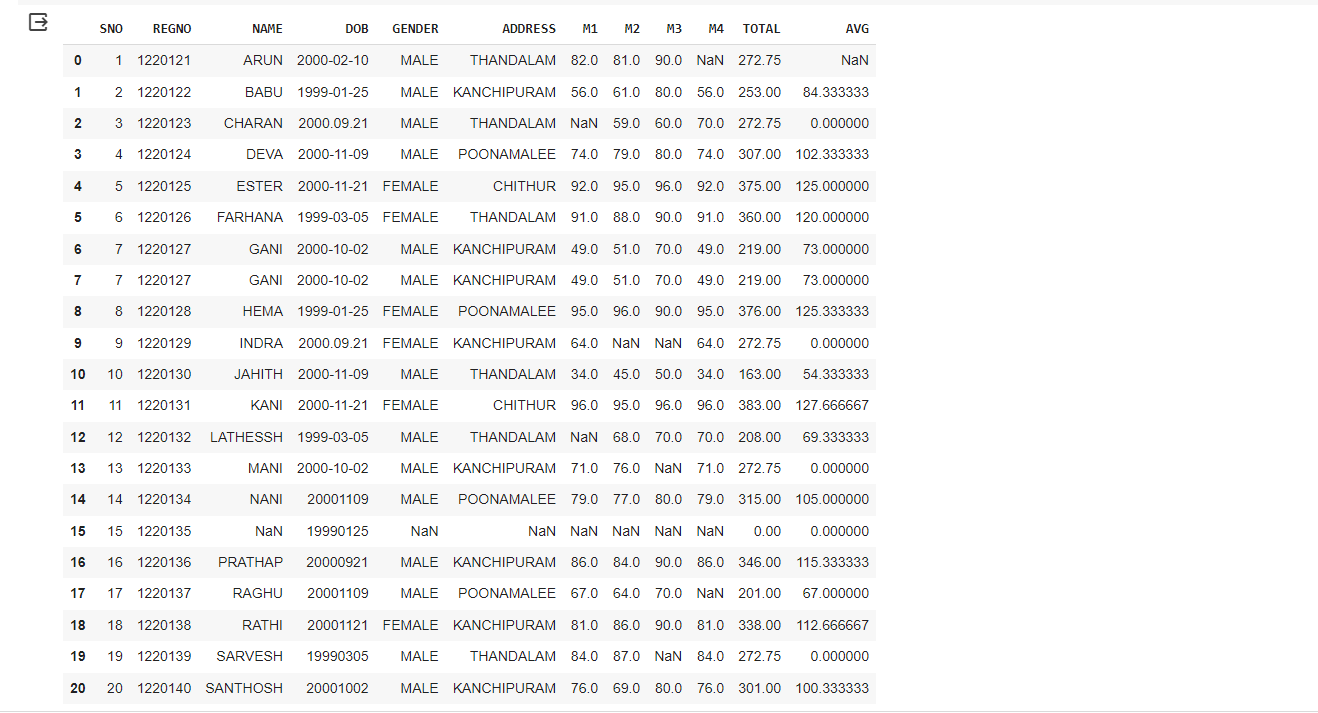 SNO REGNO NAME DOB GENDER ADDRESS M1 M2 M3 M4 TOTAL AVG
0 1 1220121 ARUN 2000-02-10 MALE THANDALAM 82.0 81.0 90.0 NaN 272.75 NaN
1 2 1220122 BABU 1999-01-25 MALE KANCHIPURAM 56.0 61.0 80.0 56.0 253.00 84.333333
2 3 1220123 CHARAN 2000.09.21 MALE THANDALAM NaN 59.0 60.0 70.0 272.75 0.000000
3 4 1220124 DEVA 2000-11-09 MALE POONAMALEE 74.0 79.0 80.0 74.0 307.00 102.333333
4 5 1220125 ESTER 2000-11-21 FEMALE CHITHUR 92.0 95.0 96.0 92.0 375.00 125.000000
5 6 1220126 FARHANA 1999-03-05 FEMALE THANDALAM 91.0 88.0 90.0 91.0 360.00 120.000000
6 7 1220127 GANI 2000-10-02 MALE KANCHIPURAM 49.0 51.0 70.0 49.0 219.00 73.000000
7 7 1220127 GANI 2000-10-02 MALE KANCHIPURAM 49.0 51.0 70.0 49.0 219.00 73.000000
8 8 1220128 HEMA 1999-01-25 FEMALE POONAMALEE 95.0 96.0 90.0 95.0 376.00 125.333333
9 9 1220129 INDRA 2000.09.21 FEMALE KANCHIPURAM 64.0 NaN NaN 64.0 272.75 0.000000
10 10 1220130 JAHITH 2000-11-09 MALE THANDALAM 34.0 45.0 50.0 34.0 163.00 54.333333
11 11 1220131 KANI 2000-11-21 FEMALE CHITHUR 96.0 95.0 96.0 96.0 383.00 127.666667
12 12 1220132 LATHESSH 1999-03-05 MALE THANDALAM NaN 68.0 70.0 70.0 208.00 69.333333
13 13 1220133 MANI 2000-10-02 MALE KANCHIPURAM 71.0 76.0 NaN 71.0 272.75 0.000000
14 14 1220134 NANI 20001109 MALE POONAMALEE 79.0 77.0 80.0 79.0 315.00 105.000000
15 15 1220135 NaN 19990125 NaN NaN NaN NaN NaN NaN 0.00 0.000000
16 16 1220136 PRATHAP 20000921 MALE KANCHIPURAM 86.0 84.0 90.0 86.0 346.00 115.333333
17 17 1220137 RAGHU 20001109 MALE POONAMALEE 67.0 64.0 70.0 NaN 201.00 67.000000
18 18 1220138 RATHI 20001121 FEMALE KANCHIPURAM 81.0 86.0 90.0 81.0 338.00 112.666667
19 19 1220139 SARVESH 19990305 MALE THANDALAM 84.0 87.0 NaN 84.0 272.75 0.000000
20 20 1220140 SANTHOSH 20001002 MALE KANCHIPURAM 76.0 69.0 80.0 76.0 301.00 100.333333